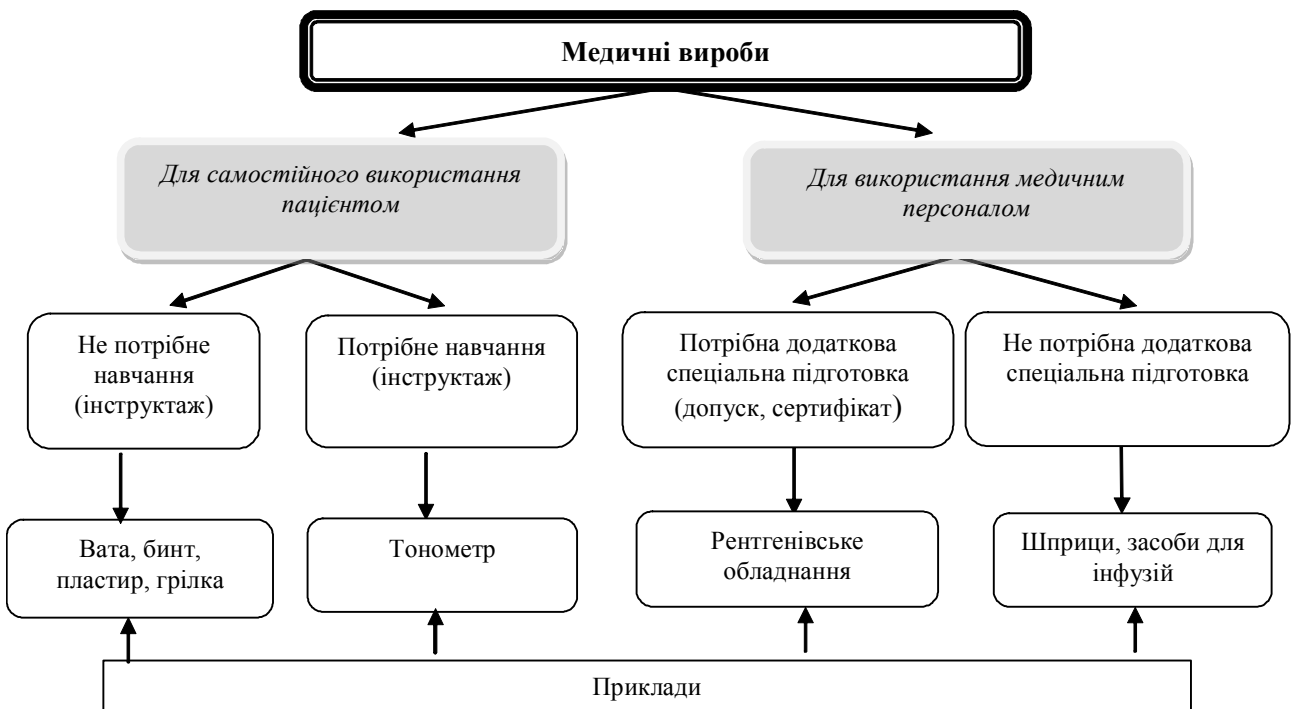 Медичні вироби
Для самостійного використання
пацієнтом
Для використання медичним
персоналом
Не потрібне
навчання
(інструктаж)
Потрібне навчання
(інструктаж)
Потрібна додаткова
спеціальна підготовка
(допуск, сертифікат)
Не потрібна додаткова
спеціальна підготовка
Вата, бинт,
пластир, грілка
Тонометр
Рентгенівське
обладнання
Шприци, засоби для
інфузій
Приклади